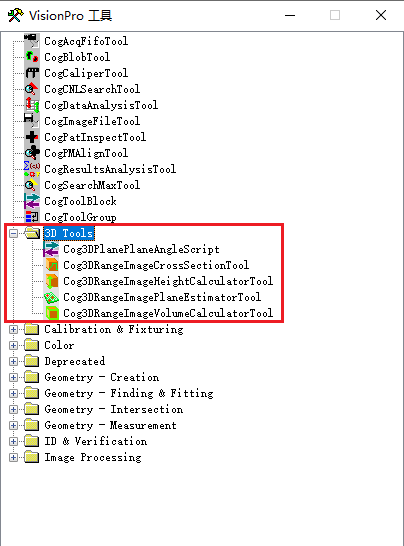 VisionPro 工具
CogAcqFifoTool
CogBlobTool
CogCaliperTool
CogCNLSearchTool
CogDataAnalysisTool
CogImageFileTool
CogPatInspectTool
CogPMAlignTool
CogResultsAnalysisTool
CogSearchMaxTool
CogToolBlock
CogToolGroup
3D Tools
Cog3DPlanePlaneAngleScript
Cog3DRangeImageCrossSectionTool
Cog3DRangeImageHeightCalculatorTool
Cog3DRangeImagePlaneEstimatorTool
Cog3DRangeImageVolumeCalculatorTool
Calibration & Fixturing
Color
Deprecated
Geometry - Creation
Geometry - Finding & Fitting
Geometry - Intersection
Geometry - Measurement
ID & Verification
Image Processing